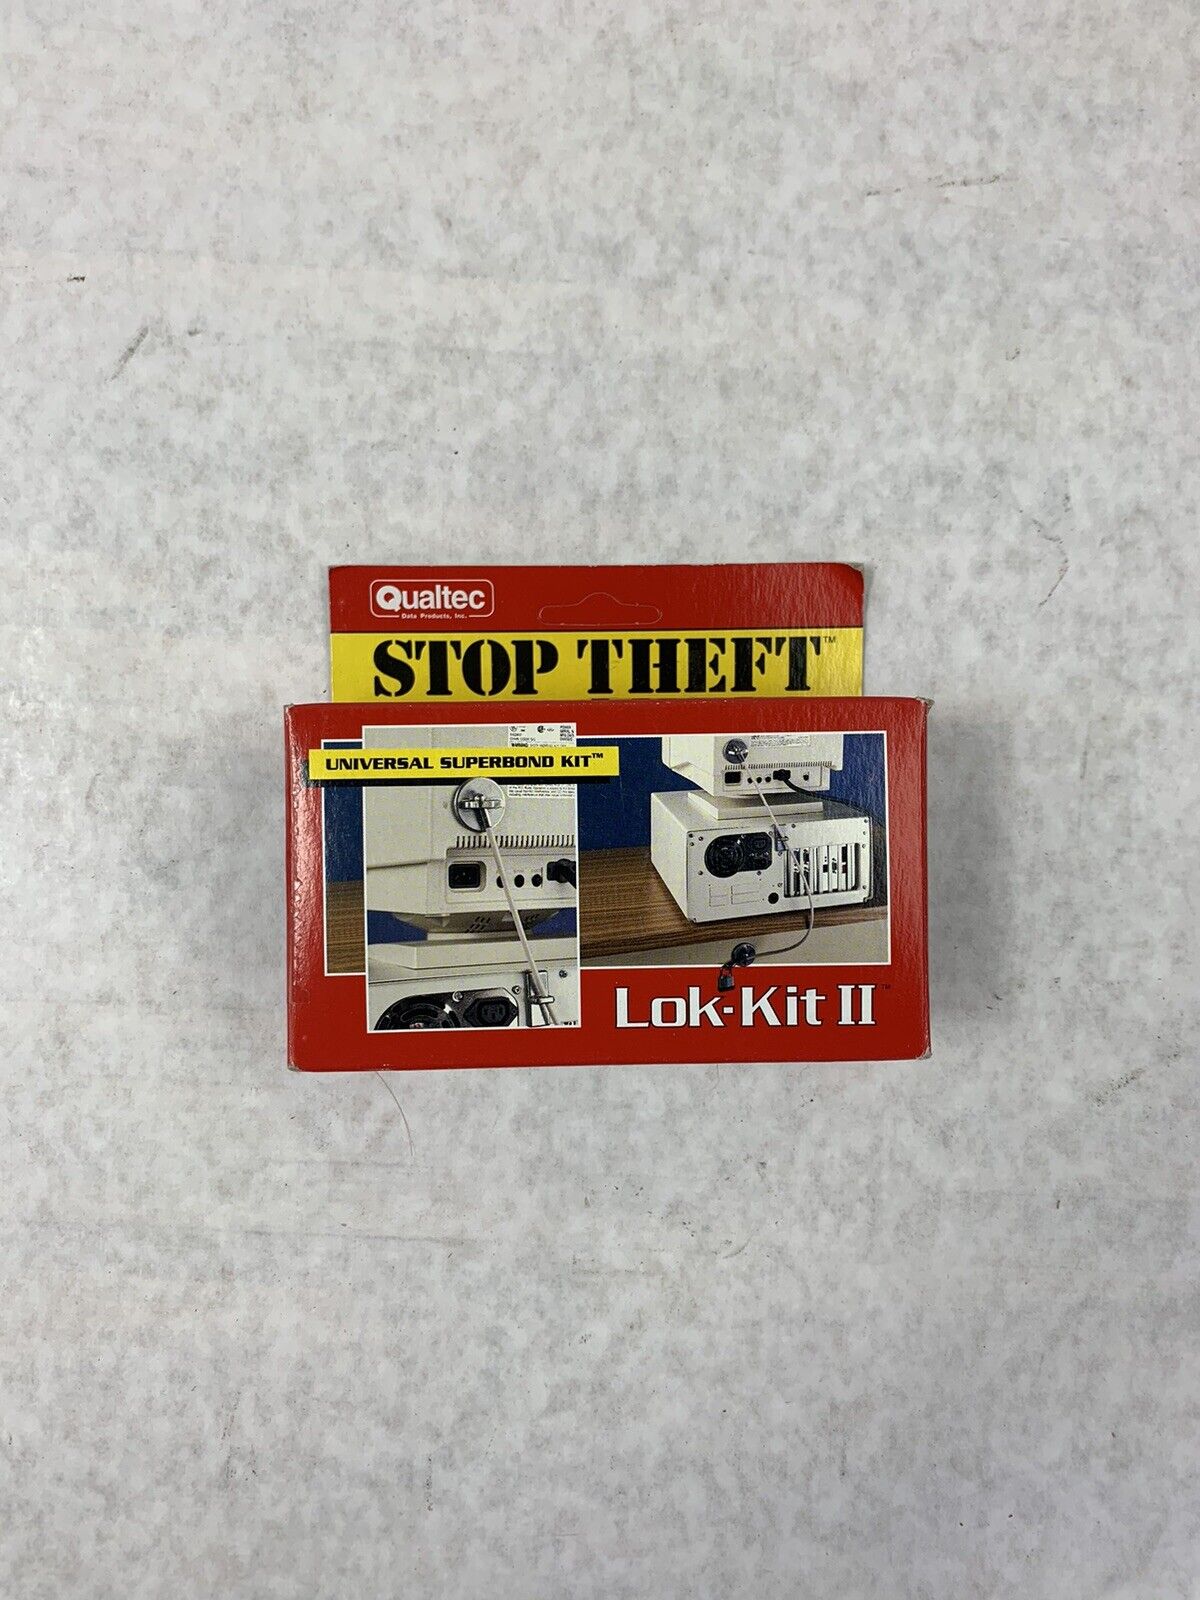 Qualtec
Data Products, Inc.
STOP THEFT™
UNIVERSAL SUPERBOND KIT™
Lok-Kit II™